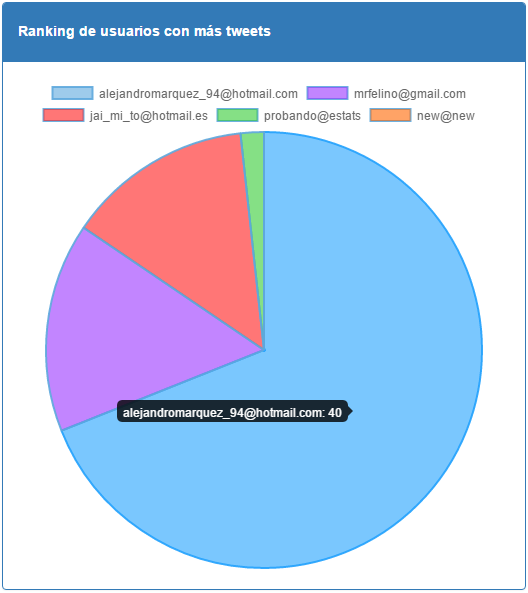 Ranking de usuarios con más tweets
alejandromarquez_94@hotmail.com mrfelino@gmail.com
jai_mi_to@hotmail.es probando@estats new@new
alejandromarquez_94@hotmail.com: 40